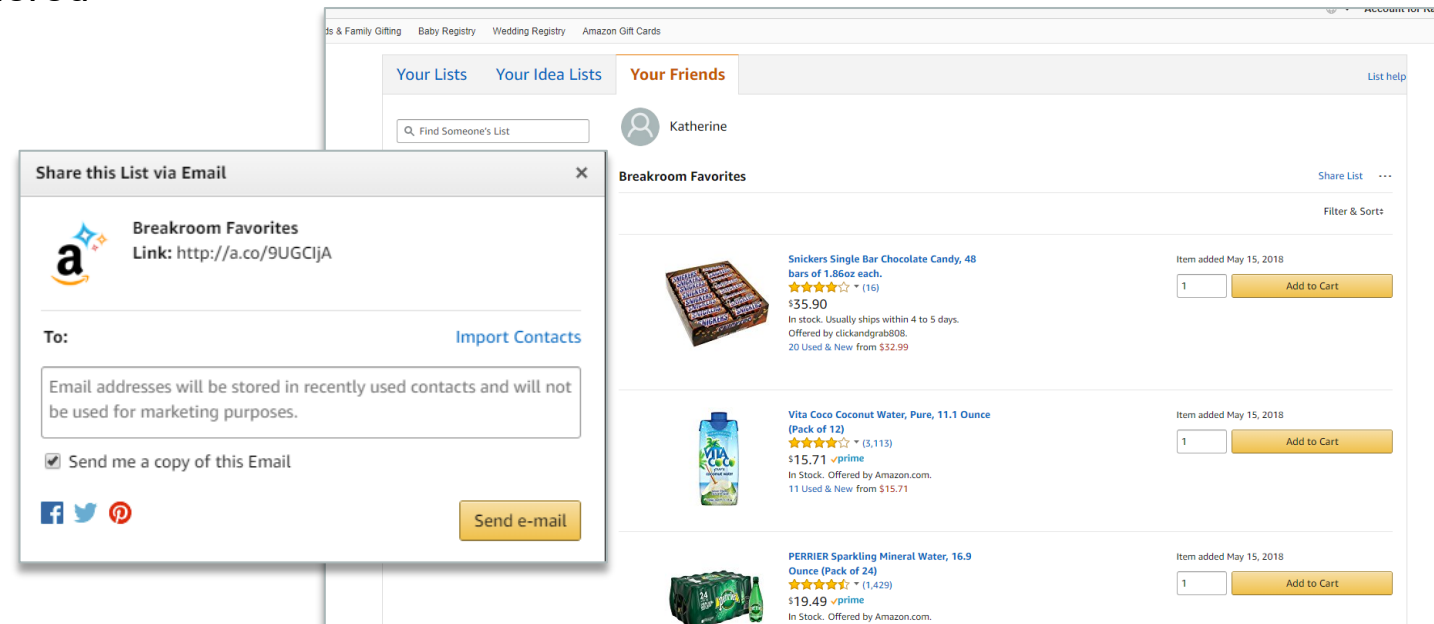 ds & Family Gifting Baby Registry Wedding Registry Amazon Gift Cards
Your Lists Your Idea Lists Your Friends List help
Find Someone's List
Katherine
Breakroom Favorites Share List ...
Filter & Sort
Snickers Single Bar Chocolate Candy, 48
bars of 1.86oz each.
(16)
$35.90
In stock. Usually ships within 4 to 5 days.
Offered by clickandgrab808.
20 Used & New from $32.99
Item added May 15, 2018
1 Add to Cart
Vita Coco Coconut Water, Pure, 11.1 Ounce
(Pack of 12)
(3,113)
$15.71 prime
In Stock. Offered by Amazon.com.
11 Used & New from $15.71
Item added May 15, 2018
1 Add to Cart
PERRIER Sparkling Mineral Water, 16.9
Ounce (Pack of 24)
(1,429)
$19.49 prime
In Stock. Offered by Amazon.com.
Item added May 15, 2018
1 Add to Cart
Share this List via Email ×
Breakroom Favorites
Link: http://a.co/9UGCIjA
To: Import Contacts
Email addresses will be stored in recently used contacts and will not
be used for marketing purposes.
Send me a copy of this Email
Send e-mail